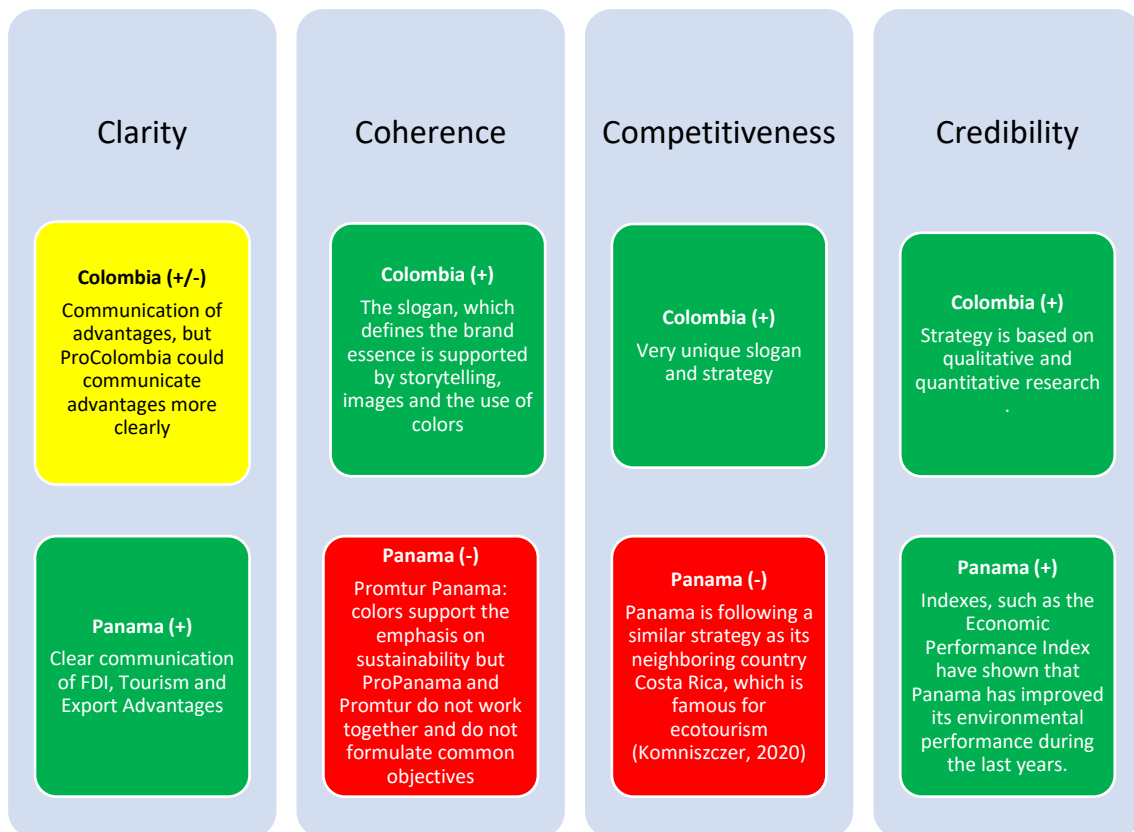 Clarity
Colombia (+/-)
Communication of
advantages, but
ProColombia could
communicate
advantages more
clearly
Panama (+)
Clear communication
of FDI, Tourism and
Export Advantages
Coherence
Colombia (+)
The slogan, which
defines the brand
essence is supported
by storytelling,
images and the use of
colors
Panama (-)
Promtur Panama:
colors support the
emphasis on
sustainability but
ProPanama and
Promtur do not work
together and do not
formulate common
objectives
Competitiveness
Colombia (+)
Very unique slogan
and strategy
Panama (-)
Panama is following a
similar strategy as its
neighboring country
Costa Rica, which is
famous for
ecotourism
(Komniszczer, 2020)
Credibility
Colombia (+)
Strategy is based on
qualitative and
quantitative research
.
Panama (+)
Indexes, such as the
Economic
Performance Index
have shown that
Panama has improved
its environmental
performance during
the last years.